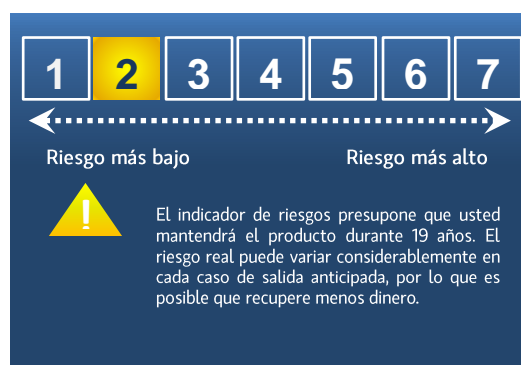 1 2 3 4 5 6 7
Riesgo más bajo Riesgo más alto
!
El indicador de riesgos presupone que usted
mantendrá el producto durante 19 años. El
riesgo real puede variar considerablemente en
cada caso de salida anticipada, por lo que es
posible que recupere menos dinero.